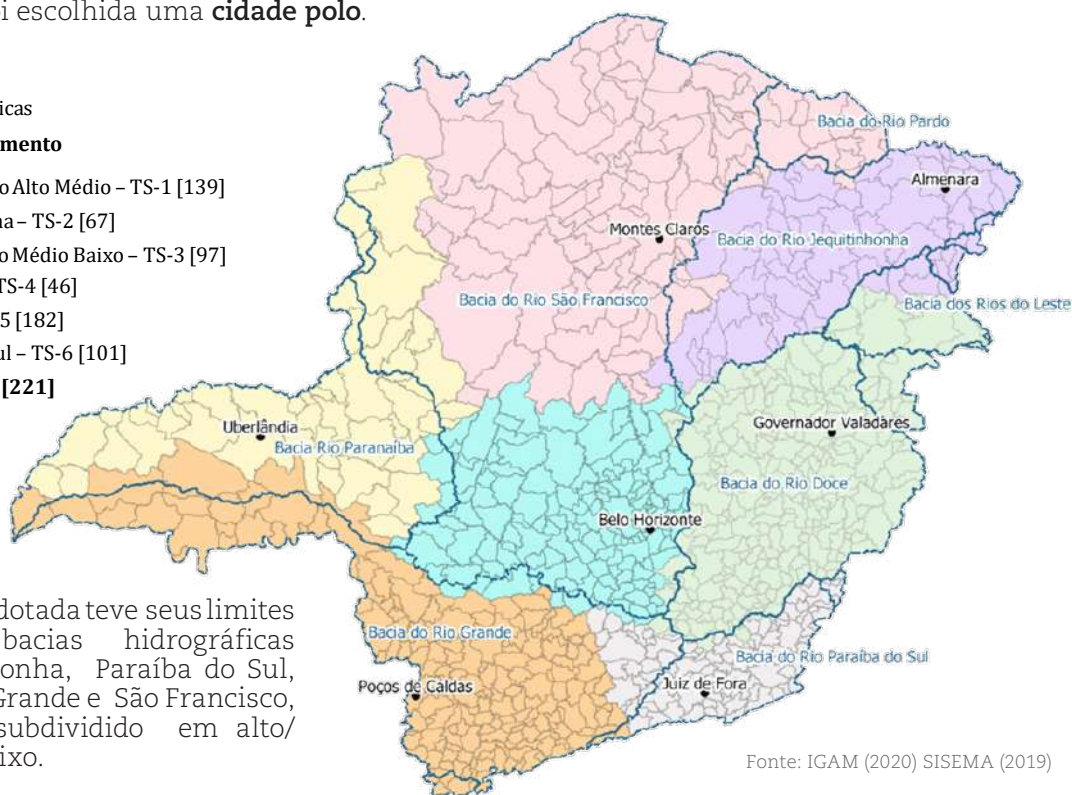 i escolhida uma cidade polo.
icas
mento
o Alto Médio – TS-1 [139]
na – TS-2 [67]
o Médio Baixo – TS-3 [97]
TS-4 [46]
5 [182]
ul – TS-6 [101]
[221]
Bacia do Rio Pardo
Almenara
Montes Claros
Bacia do Rio Jequitinhonha
Bacia do Rio São Francisco
Bacia dos Rios do Leste
Uberlândia
Bacia Rio Paranaíba
Governador Valadares
Bacia do Rio Doce
Belo Horizonte
dotada teve seus limites
bacias hidrográficas
onha, Paraíba do Sul,
Grande e São Francisco,
subdividido em alto/
ixo.
Bacia do Rio Grande
Poços de Caldas
Bacia do Rio Paraíba do Sul
Juiz de Fora
Fonte: IGAM (2020) SISEMA (2019)